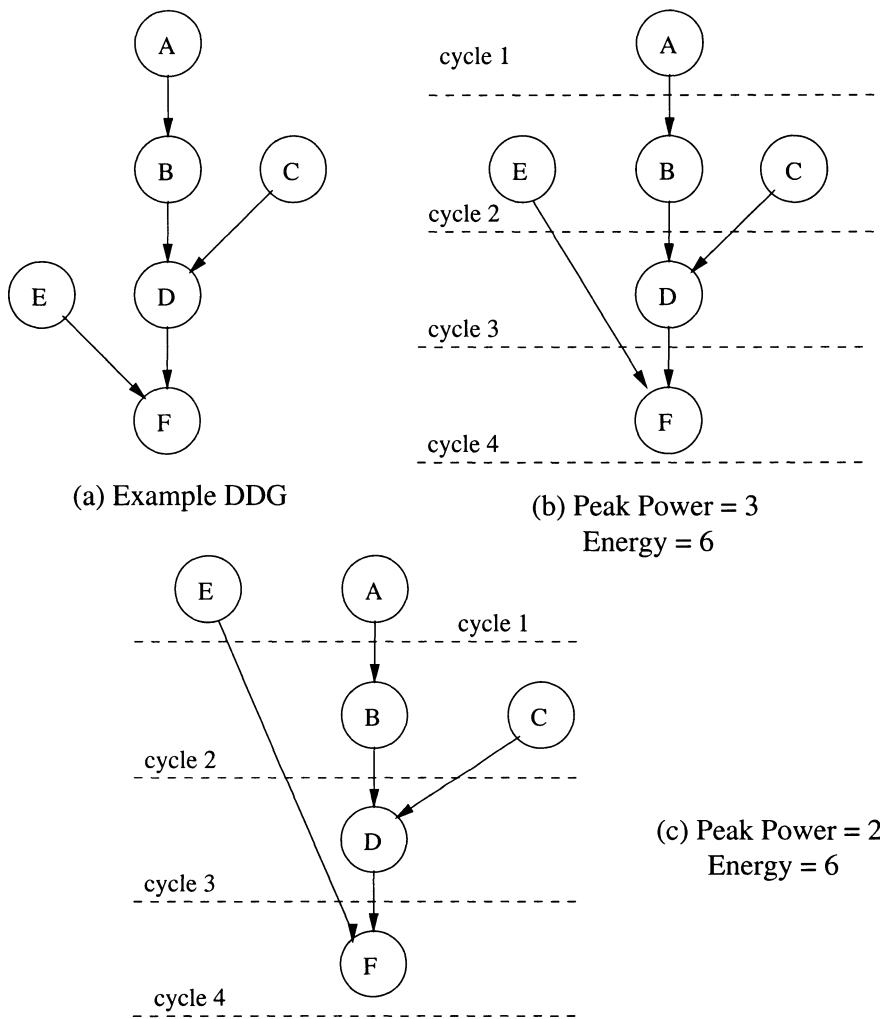 A
B
C
E
D
F
(a) Example DDG
cycle 1
A
E
B
C
cycle 2
D
cycle 3
F
cycle 4
(b) Peak Power = 3
Energy = 6
E
A
cycle 1
B
C
cycle 2
D
cycle 3
F
cycle 4
(c) Peak Power = 2
Energy = 6